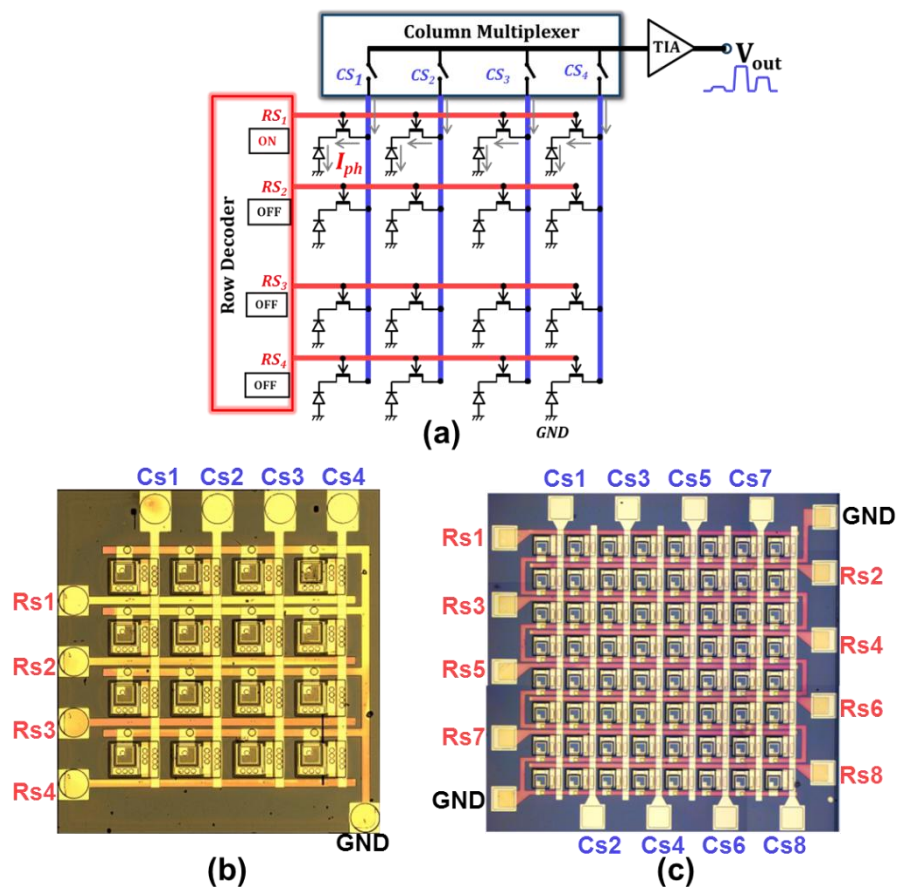 Column Multiplexer
TIA
Vout
CS1 CS2 CS3 CS4
Row Decoder
RS1
ON
Iph
RS2
OFF
RS3
OFF
RS4
OFF
GND
(a)
Cs1 Cs2 Cs3 Cs4
Rs1
Rs2
Rs3
Rs4
GND
(b)
Cs1 Cs3 Cs5 Cs7
GND
Rs1
Rs2
Rs3
Rs4
Rs5
Rs6
Rs7
Rs8
GND
Cs2 Cs4 Cs6 Cs8
(c)